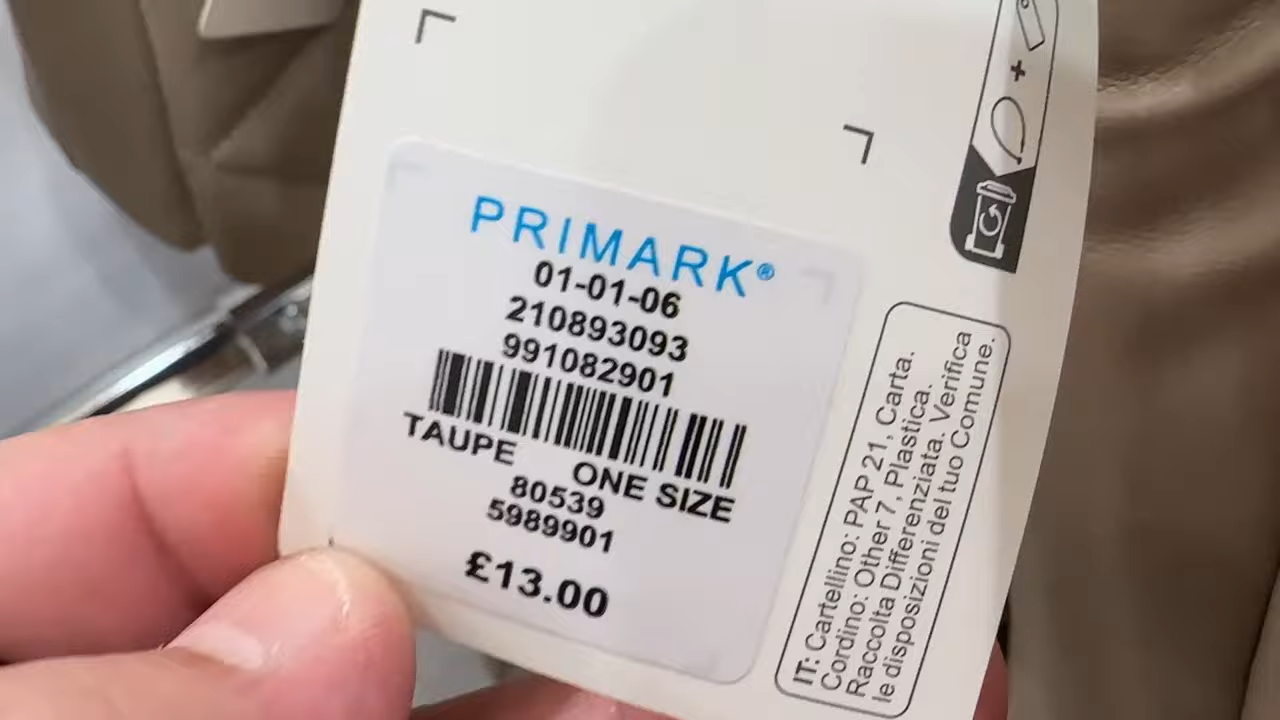 PRIMARK®
01-01-06
210893093
991082901
TAUPE ONE SIZE
80539
5989901
£13.00
IT: Cartellino: PAP 21, Carta.
Cordino: Other 7, Plastica.
Raccolta Differenziata. Verifica
le disposizioni del tuo Comune.